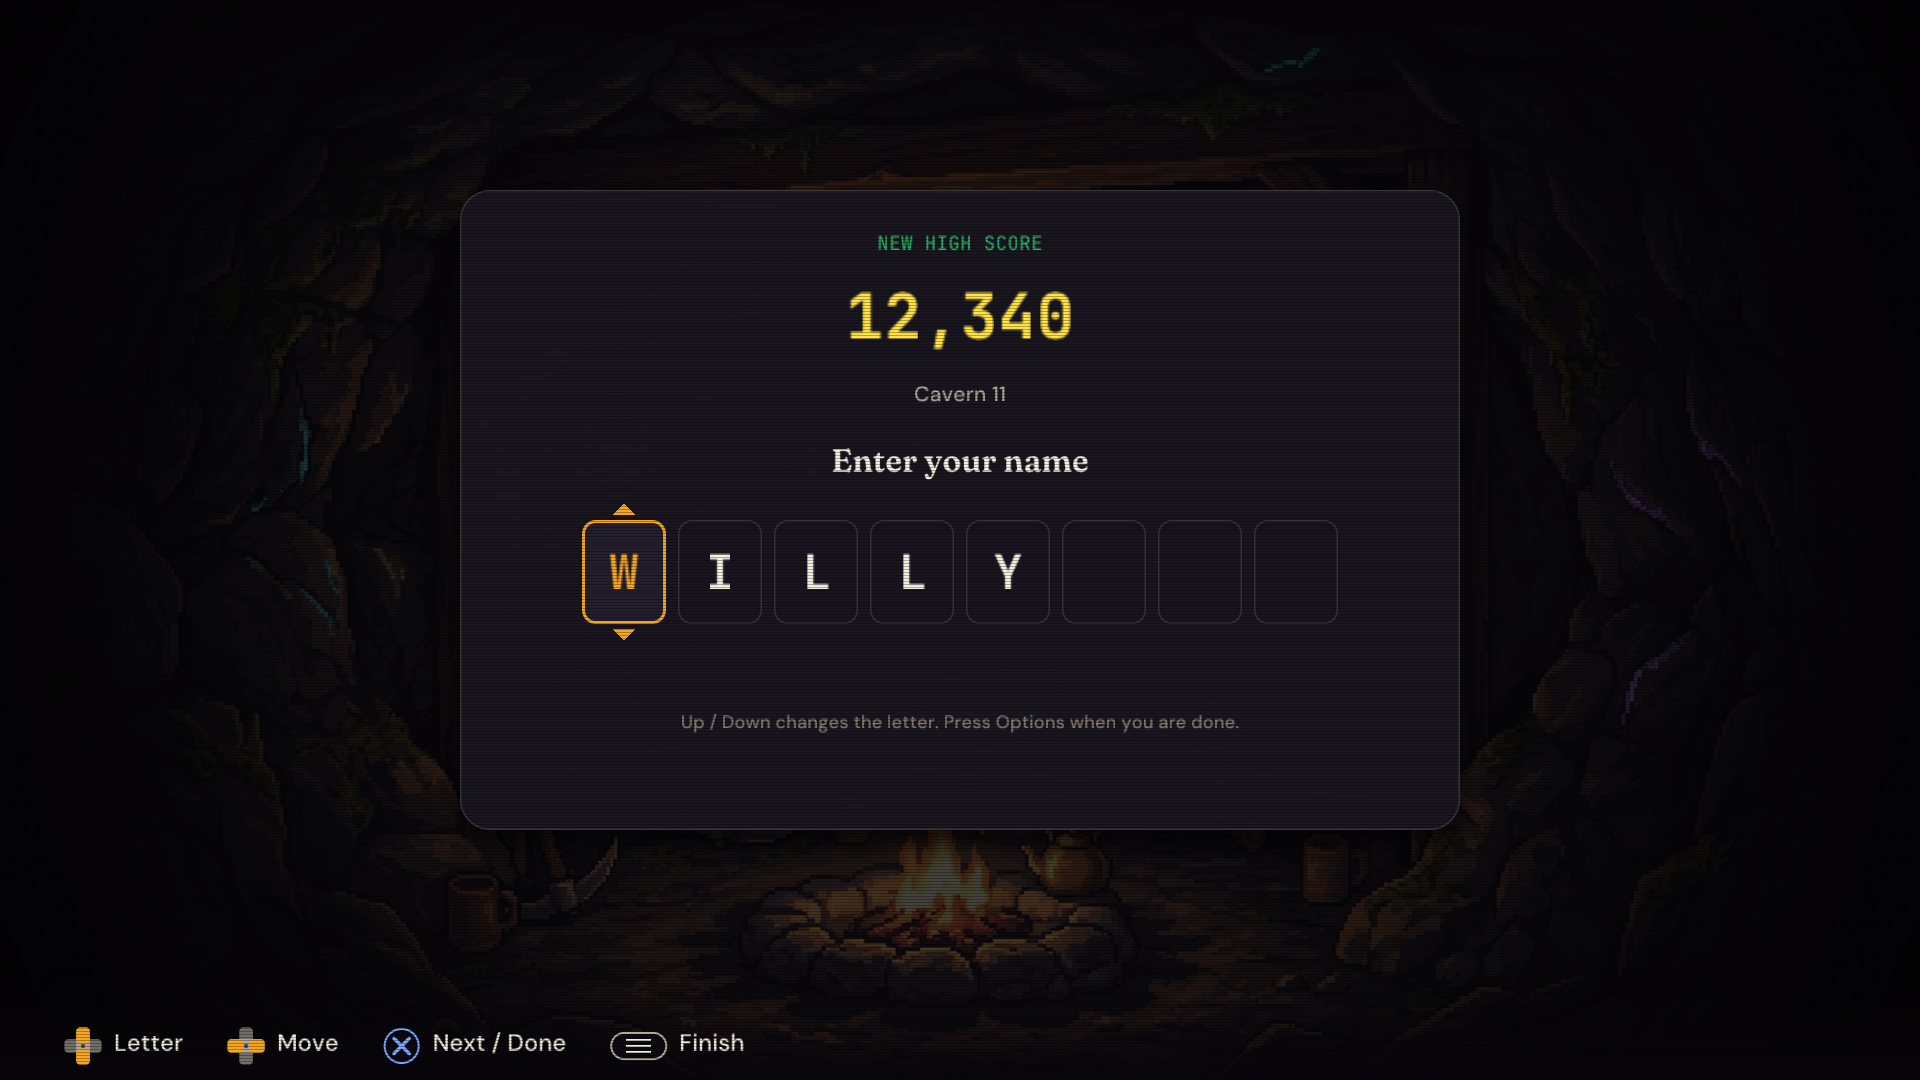 NEW HIGH SCORE
12,340
Cavern 11
Enter your name
W I L L Y
Up / Down changes the letter. Press Options when you are done.
Letter Move Next / Done Finish